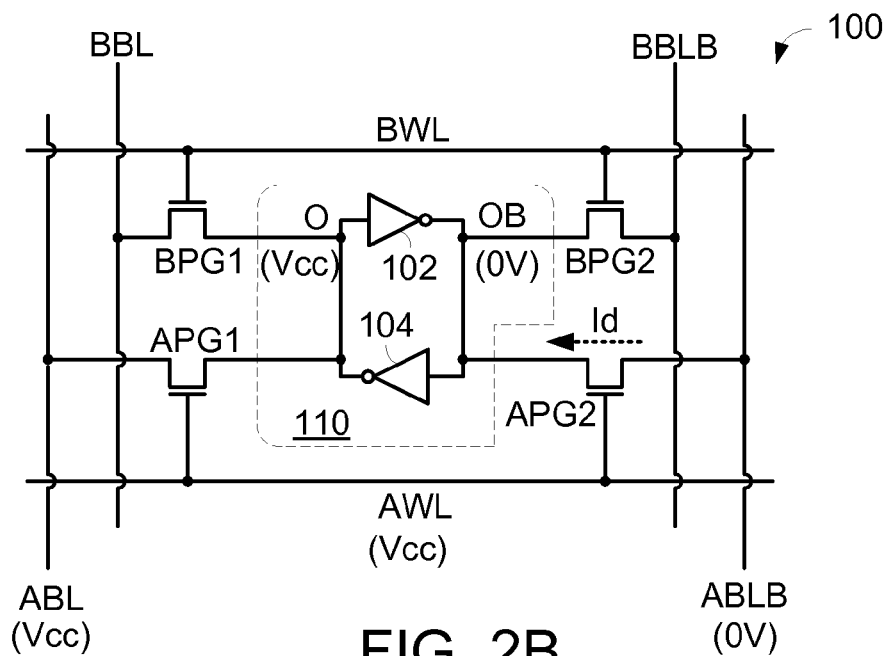 100
BBL
BBLB
BWL
O
OB
BPG1
(Vcc)
102
(0V)
BPG2
104
Id
APG1
110
APG2
AWL
(Vcc)
ABL
(Vcc)
ABLB
(0V)
FIG. 2B